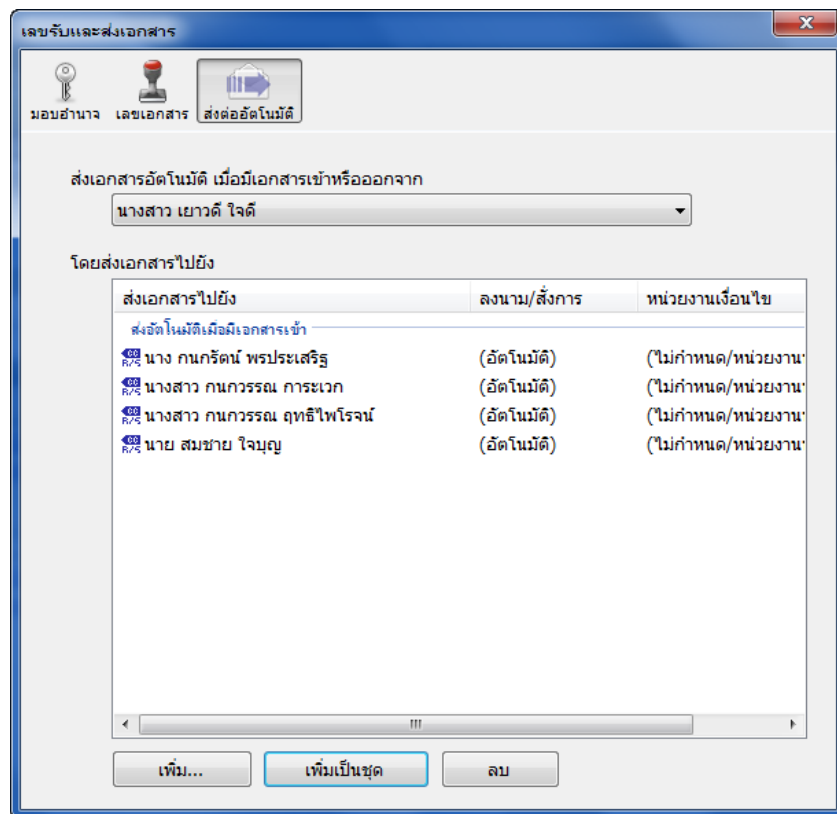 เลขรับและส่งเอกสาร
มอบอำนาจ เลขเอกสาร ส่งต่ออัตโนมัติ
ส่งเอกสารอัตโนมัติ เมื่อมีเอกสารเข้าหรือออกจาก
นางสาว เยาวดี ใจดี
โดยส่งเอกสารไปยัง
ส่งเอกสารไปยัง ลงนาม/สั่งการ หน่วยงานเงื่อนไข
ส่งอัตโนมัติเมื่อมีเอกสารเข้า
CC R/S นาง กนกรัตน์ พรประเสริฐ (อัตโนมัติ) (ไม่กำหนด/หน่วยงาน
CC R/S นางสาว กนกวรรณ การะเวก (อัตโนมัติ) (ไม่กำหนด/หน่วยงาน
CC R/S นางสาว กนกวรรณ ฤทธิไพโรจน์ (อัตโนมัติ) (ไม่กำหนด/หน่วยงาน
CC R/S นาย สมชาย ใจบุญ (อัตโนมัติ) (ไม่กำหนด/หน่วยงาน
เพิ่ม... เพิ่มเป็นชุด ลบ